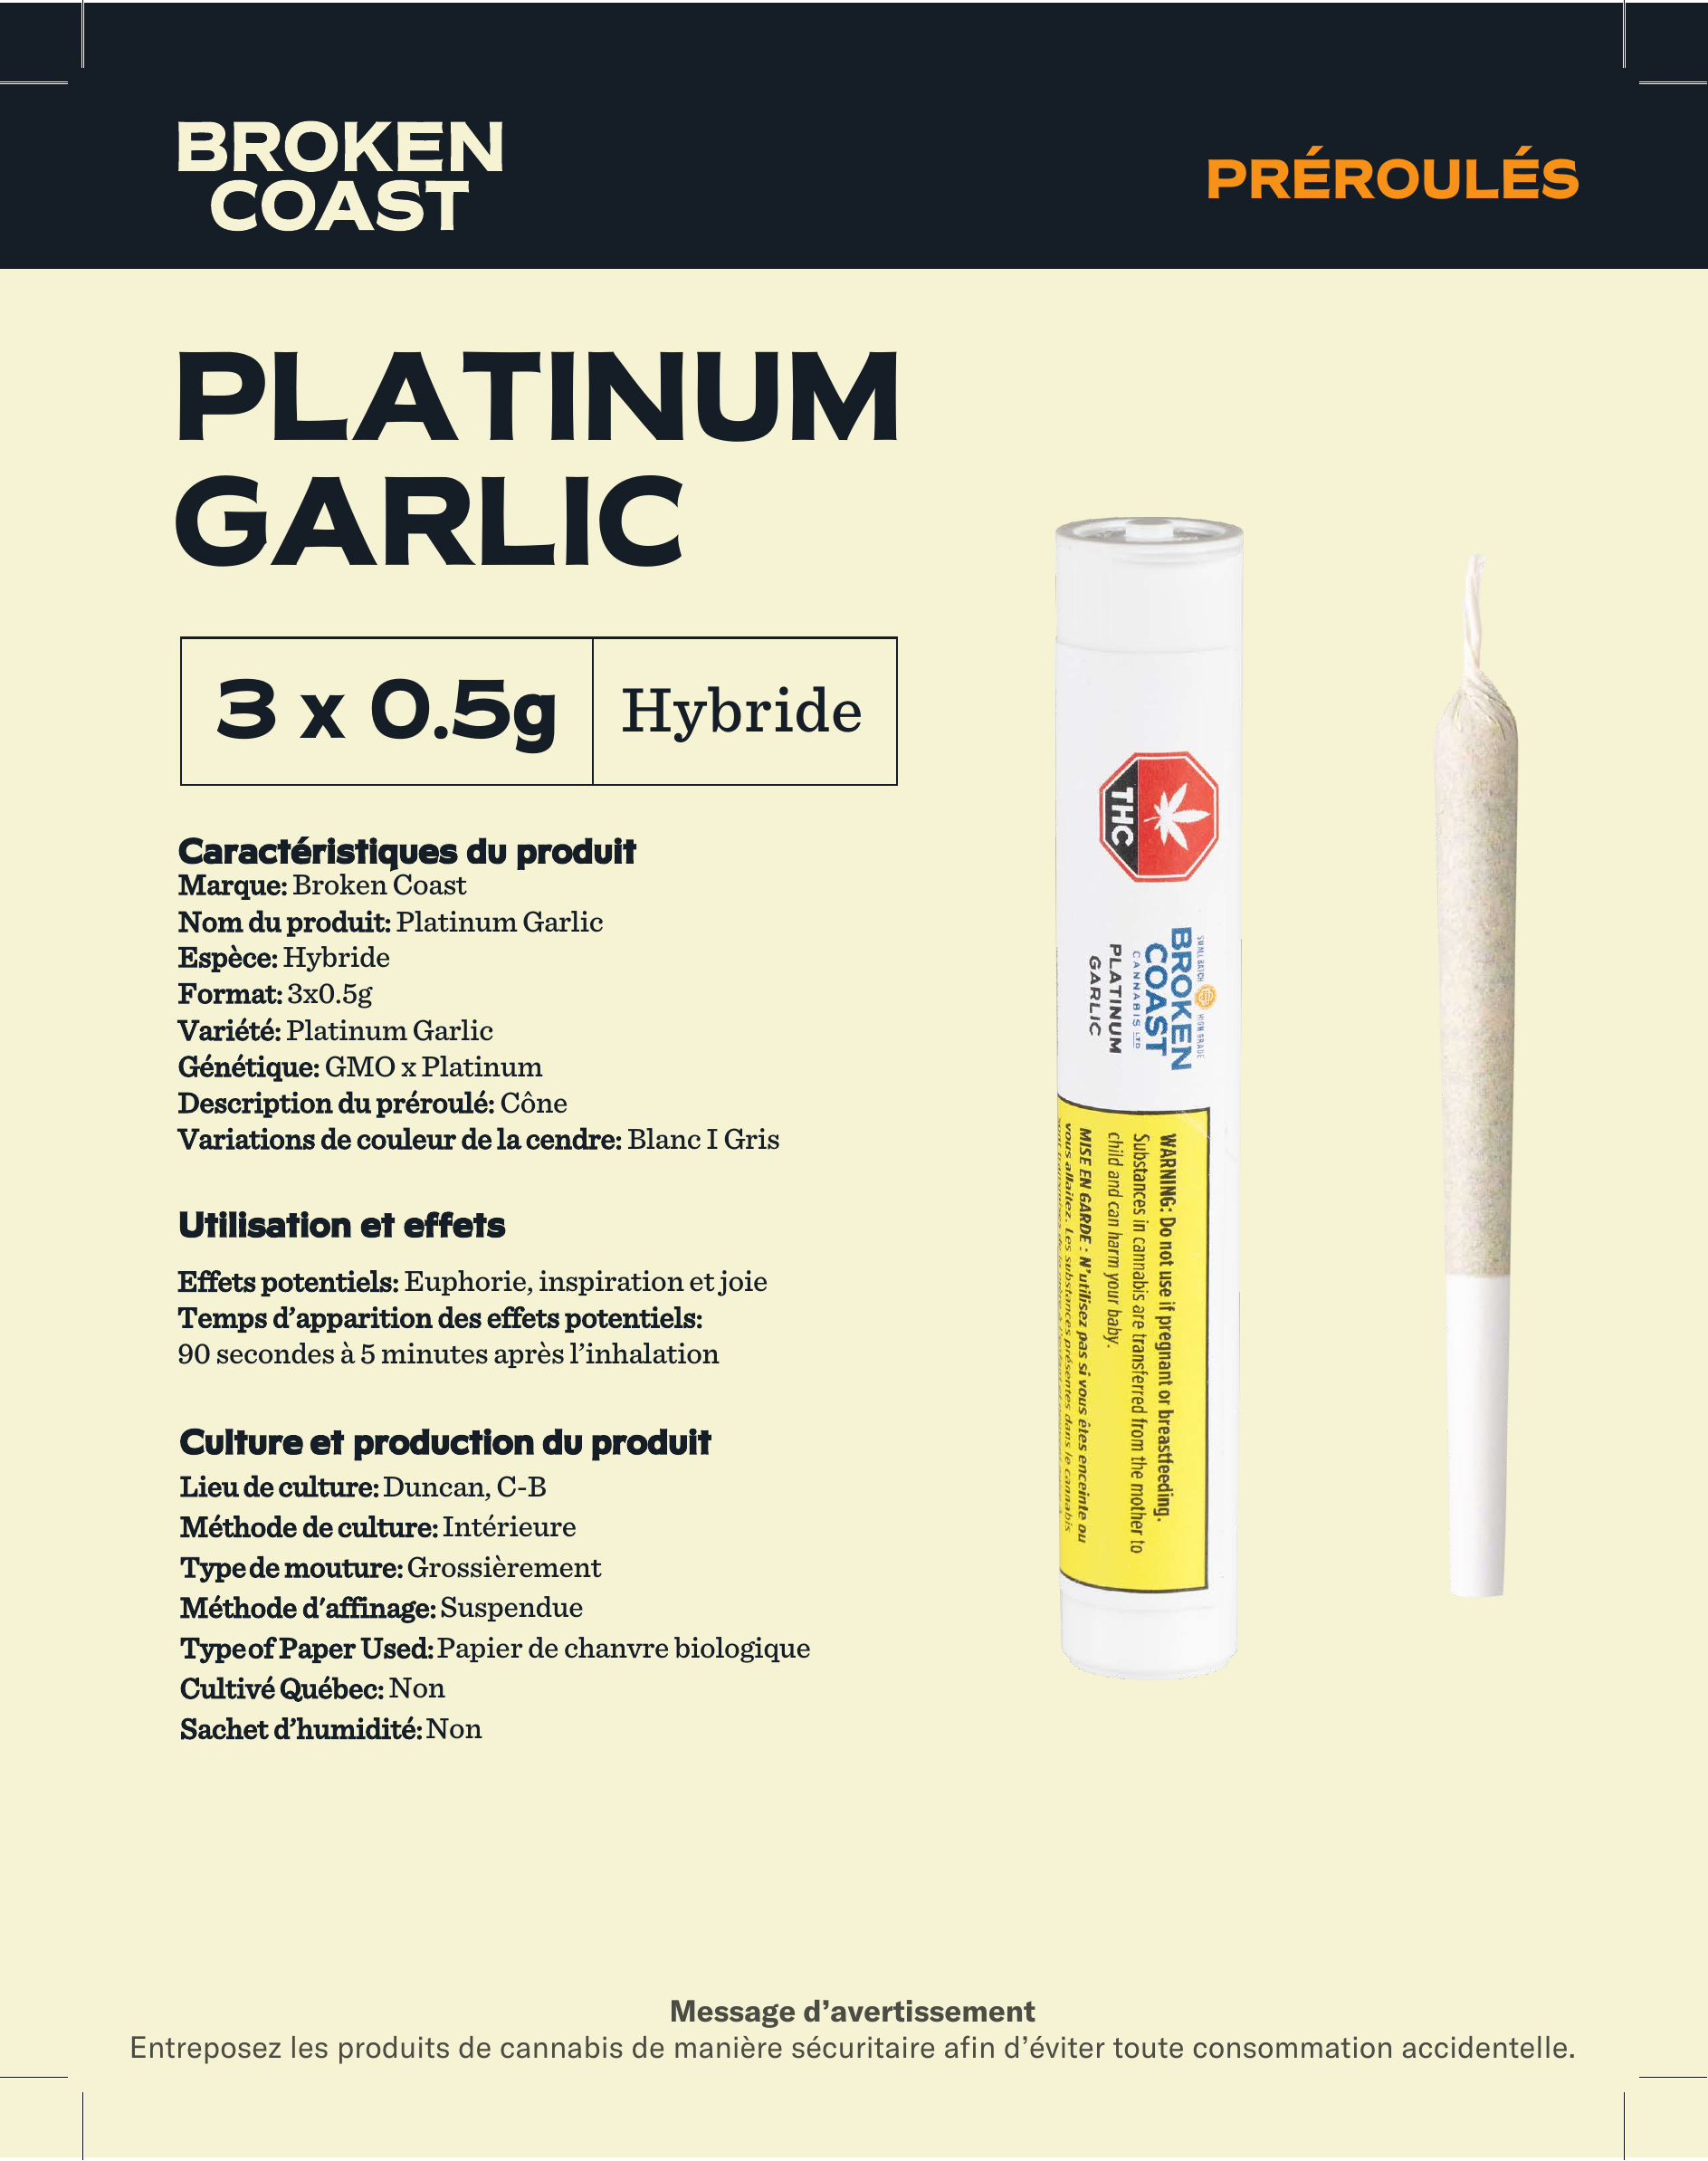 BROKEN
COAST
PRÉROULÉS
PLATINUM
GARLIC
3 x 0.5g
Hybride
Caractéristiques du produit
Marque: Broken Coast
Nom du produit: Platinum Garlic
Espèce: Hybride
Format: 3x0.5g
Variété: Platinum Garlic
Génétique: GMO x Platinum
Description du préroulé: Cône
Variations de couleur de la cendre: Blanc I Gris
Utilisation et effets
Effets potentiels: Euphorie, inspiration et joie
Temps d’apparition des effets potentiels:
90 secondes à 5 minutes après l’inhalation
Culture et production du produit
Lieu de culture: Duncan, C-B
Méthode de culture: Intérieure
Type de mouture: Grossièrement
Méthode d'affinage: Suspendue
Type of Paper Used: Papier de chanvre biologique
Cultivé Québec: Non
Sachet d’humidité: Non
THC
SMALL BATCH HIGH GRADE
BROKEN
COAST
CANNABIS LTD
PLATINUM
GARLIC
WARNING: Do not use if pregnant or breastfeeding.
Substances in cannabis are transferred from the mother to
child and can harm your baby.
MISE EN GARDE : N'utilisez pas si vous êtes enceinte ou
vous allaitez. Les substances présentes dans le cannabis
Message d’avertissement
Entreposez les produits de cannabis de manière sécuritaire afin d’éviter toute consommation accidentelle.